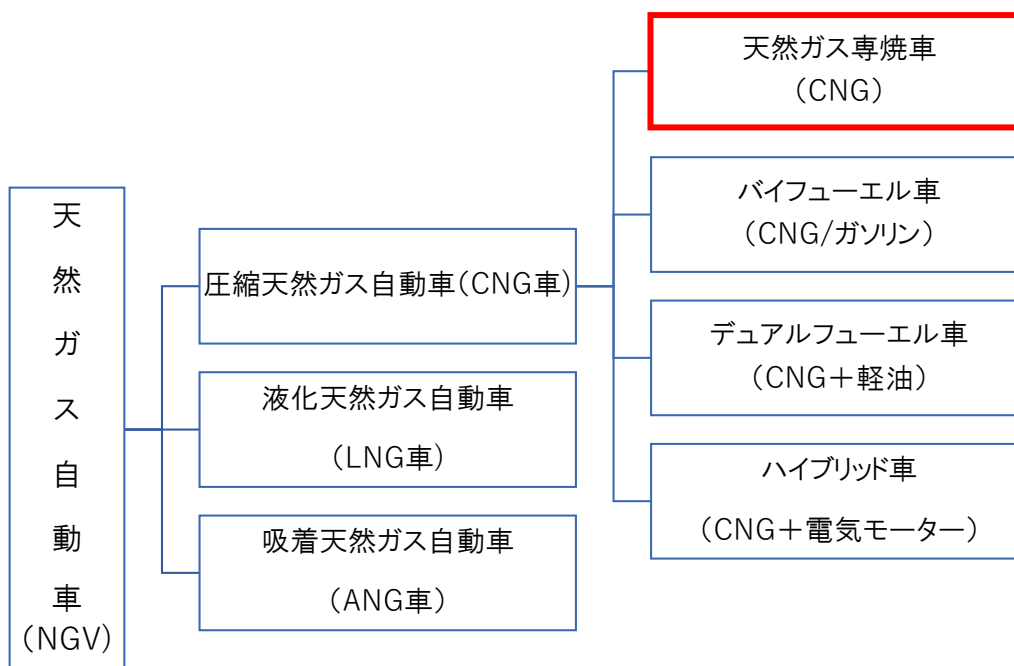 天然ガス自動車
(NGV)
圧縮天然ガス自動車(CNG車)
液化天然ガス自動車
(LNG車)
吸着天然ガス自動車
(ANG車)
天然ガス専焼車
(CNG)
バイフューエル車
(CNG/ガソリン)
デュアルフューエル車
(CNG＋軽油)
ハイブリッド車
(CNG＋電気モーター)